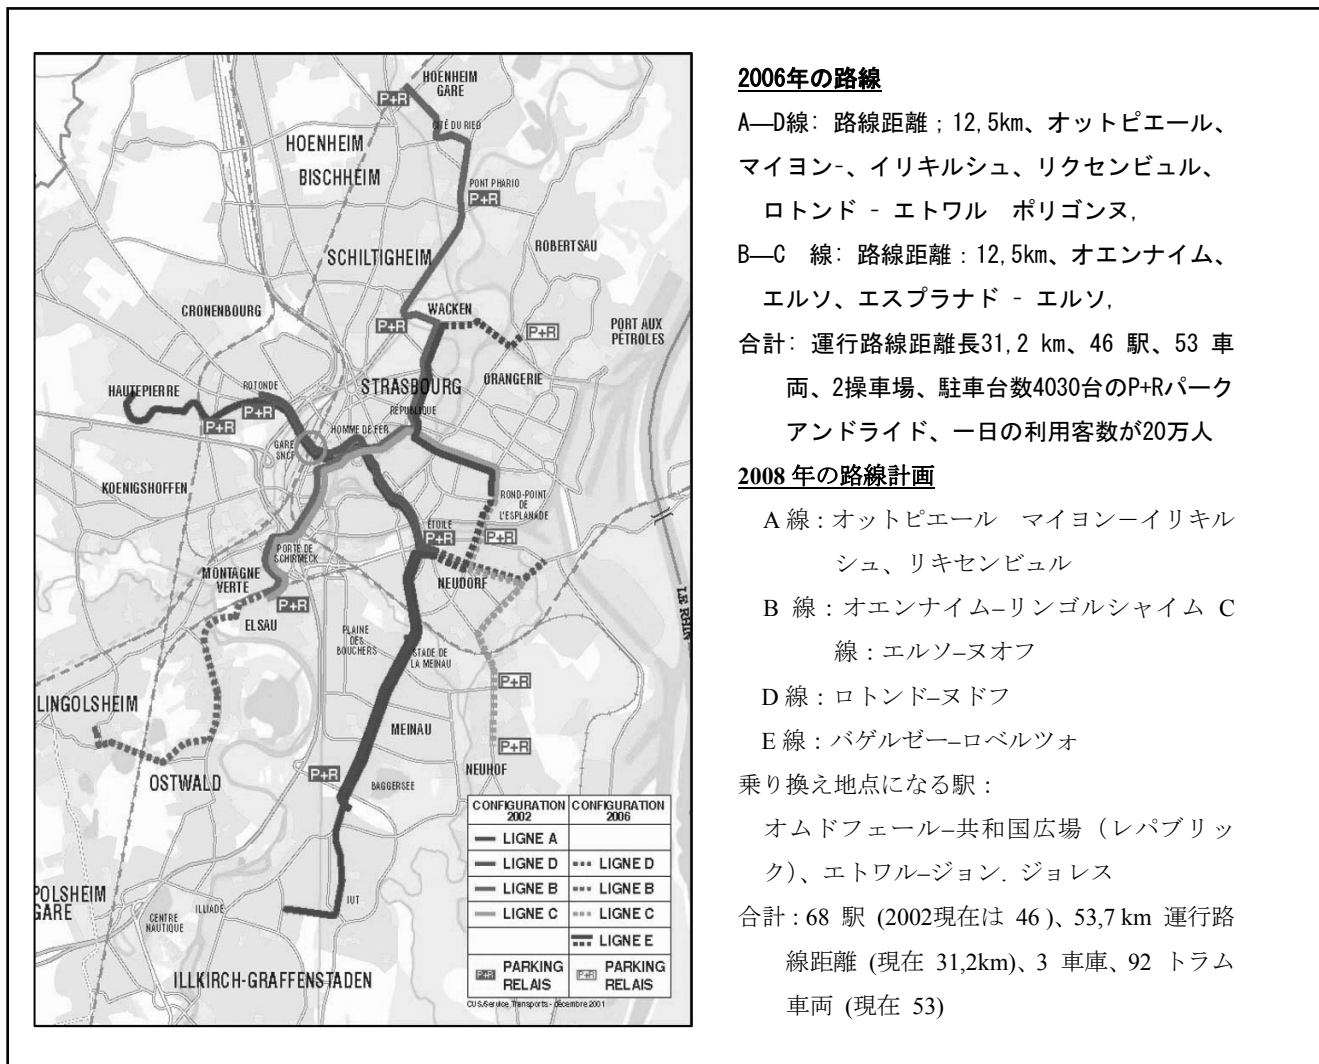 HOENHEIM
GARE
P+R
CITÉ DU RIED
HOENHEIM
BISCHHEIM
PONT PHARIO
P+R
SCHILTIGHEIM
ROBERTSAU
CRONENBOURG
WACKEN
P+R
P+R
PORT AUX
PÉTROLES
HAUTEPIERRE
ROTONDE
STRASBOURG
ORANGERIE
P+R
P+R
RÉPUBLIQUE
HOMME DE FER
GARE
SNCF
KOENIGSHOFFEN
ROND-POINT
DE
L'ESPLANADE
ÉTOILE
P+R
P+R
PORTE DE
SCHIRMECK
MONTAGNE
VERTE
NEUDORF
P+R
ELSAU
LE RHIN
PLAINE
DES
BOUCHERS
STADE DE
LA MEINAU
P+R
LINGOLSHEIM
MEINAU
P+R
NEUHOF
OSTWALD
P+R
BAGGERSEE
CONFIGURATION
2002
CONFIGURATION
2006
LIGNE A
LIGNE D
LIGNE D
LIGNE B
LIGNE B
LIGNE C
LIGNE C
LIGNE E
P+R PARKING
RELAIS
P+R PARKING
RELAIS
POLSHEIM
GARE
ILLIADE
IUT
CENTRE
NAUTIQUE
ILLKIRCH-GRAFFENSTADEN
CUS/Service Transports - décembre 2001
2006年の路線
A—D線: 路線距離；12,5km、オットピエール、
マイヨン-、イリキルシュ、リクセンビュル、
ロトンド - エトワル　ポリゴンヌ,
B—C　線: 路線距離：12,5km、オエンナイム、
エルソ、エスプラナド - エルソ,
合計: 運行路線距離長31,2 km、46 駅、53 車
両、2操車場、駐車台数4030台のP+Rパーク
アンドライド、一日の利用客数が20万人
2008 年の路線計画
A 線：オットピエール　マイヨンーイリキル
シュ、リキセンビュル
B 線：オエンナイム–リンゴルシャイム C
線：エルソ–ヌオフ
D 線：ロトンド–ヌドフ
E 線：バゲルゼー–ロベルツォ
乗り換え地点になる駅：
オムドフェール–共和国広場（レパブリッ
ク）、エトワル–ジョン. ジョレス
合計：68 駅 (2002現在は 46 )、53,7 km 運行路
線距離 (現在 31,2km)、3 車庫、92 トラム
車両 (現在 53)